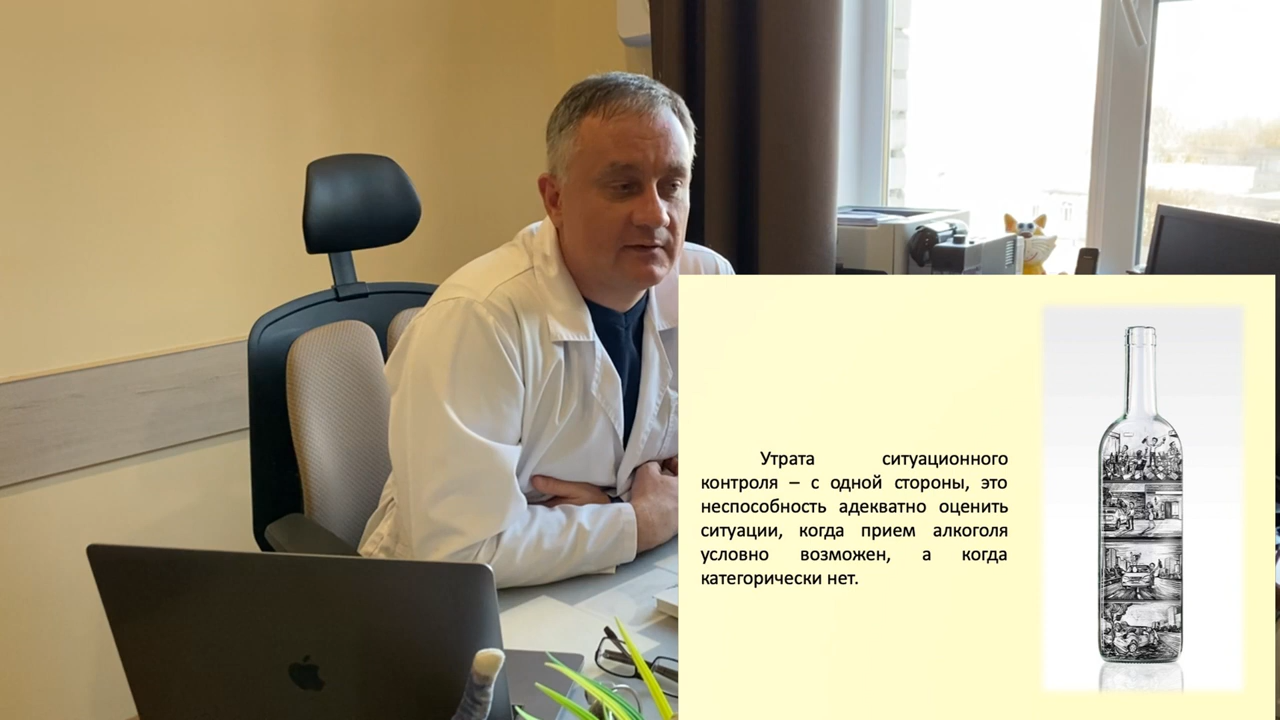 Утрата ситуационного
контроля – с одной стороны, это
неспособность адекватно оценить
ситуации, когда прием алкоголя
условно возможен, а когда
категорически нет.